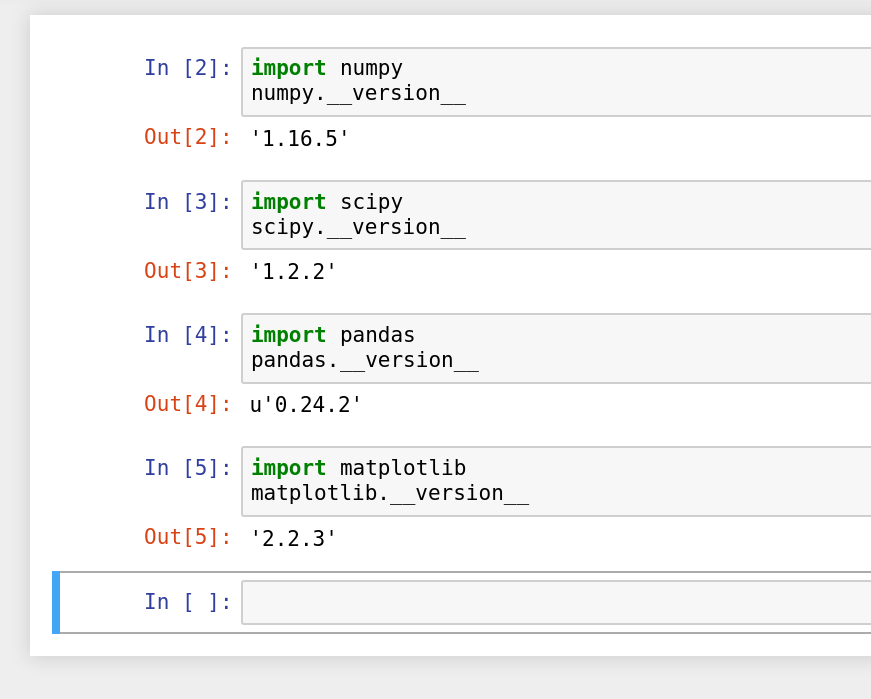 In [2]: import numpy
numpy.__version__
Out[2]: '1.16.5'
In [3]: import scipy
scipy.__version__
Out[3]: '1.2.2'
In [4]: import pandas
pandas.__version__
Out[4]: u'0.24.2'
In [5]: import matplotlib
matplotlib.__version__
Out[5]: '2.2.3'
In [ ]: